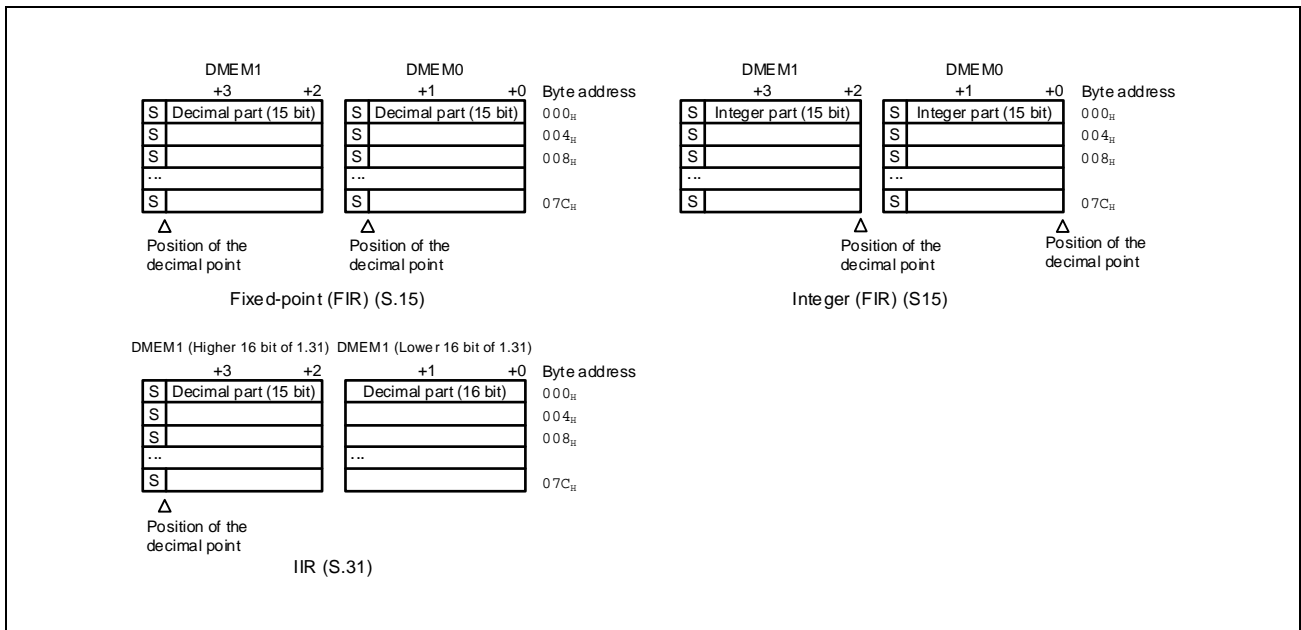 DMEM1 DMEM0
+3 +2 +1 +0 Byte address
S Decimal part (15 bit) S Decimal part (15 bit) 000H
S S 004H
S S 008H
... ...
S S 07CH
Position of the decimal point Position of the decimal point
Fixed-point (FIR) (S.15)
DMEM1 DMEM0
+3 +2 +1 +0 Byte address
S Integer part (15 bit) S Integer part (15 bit) 000H
S S 004H
S S 008H
... ...
S S 07CH
Position of the decimal point Position of the decimal point
Integer (FIR) (S15)
DMEM1 (Higher 16 bit of 1.31) DMEM1 (Lower 16 bit of 1.31)
+3 +2 +1 +0 Byte address
S Decimal part (15 bit) Decimal part (16 bit) 000H
S 004H
S 008H
... ...
S 07CH
Position of the
decimal point
IIR (S.31)